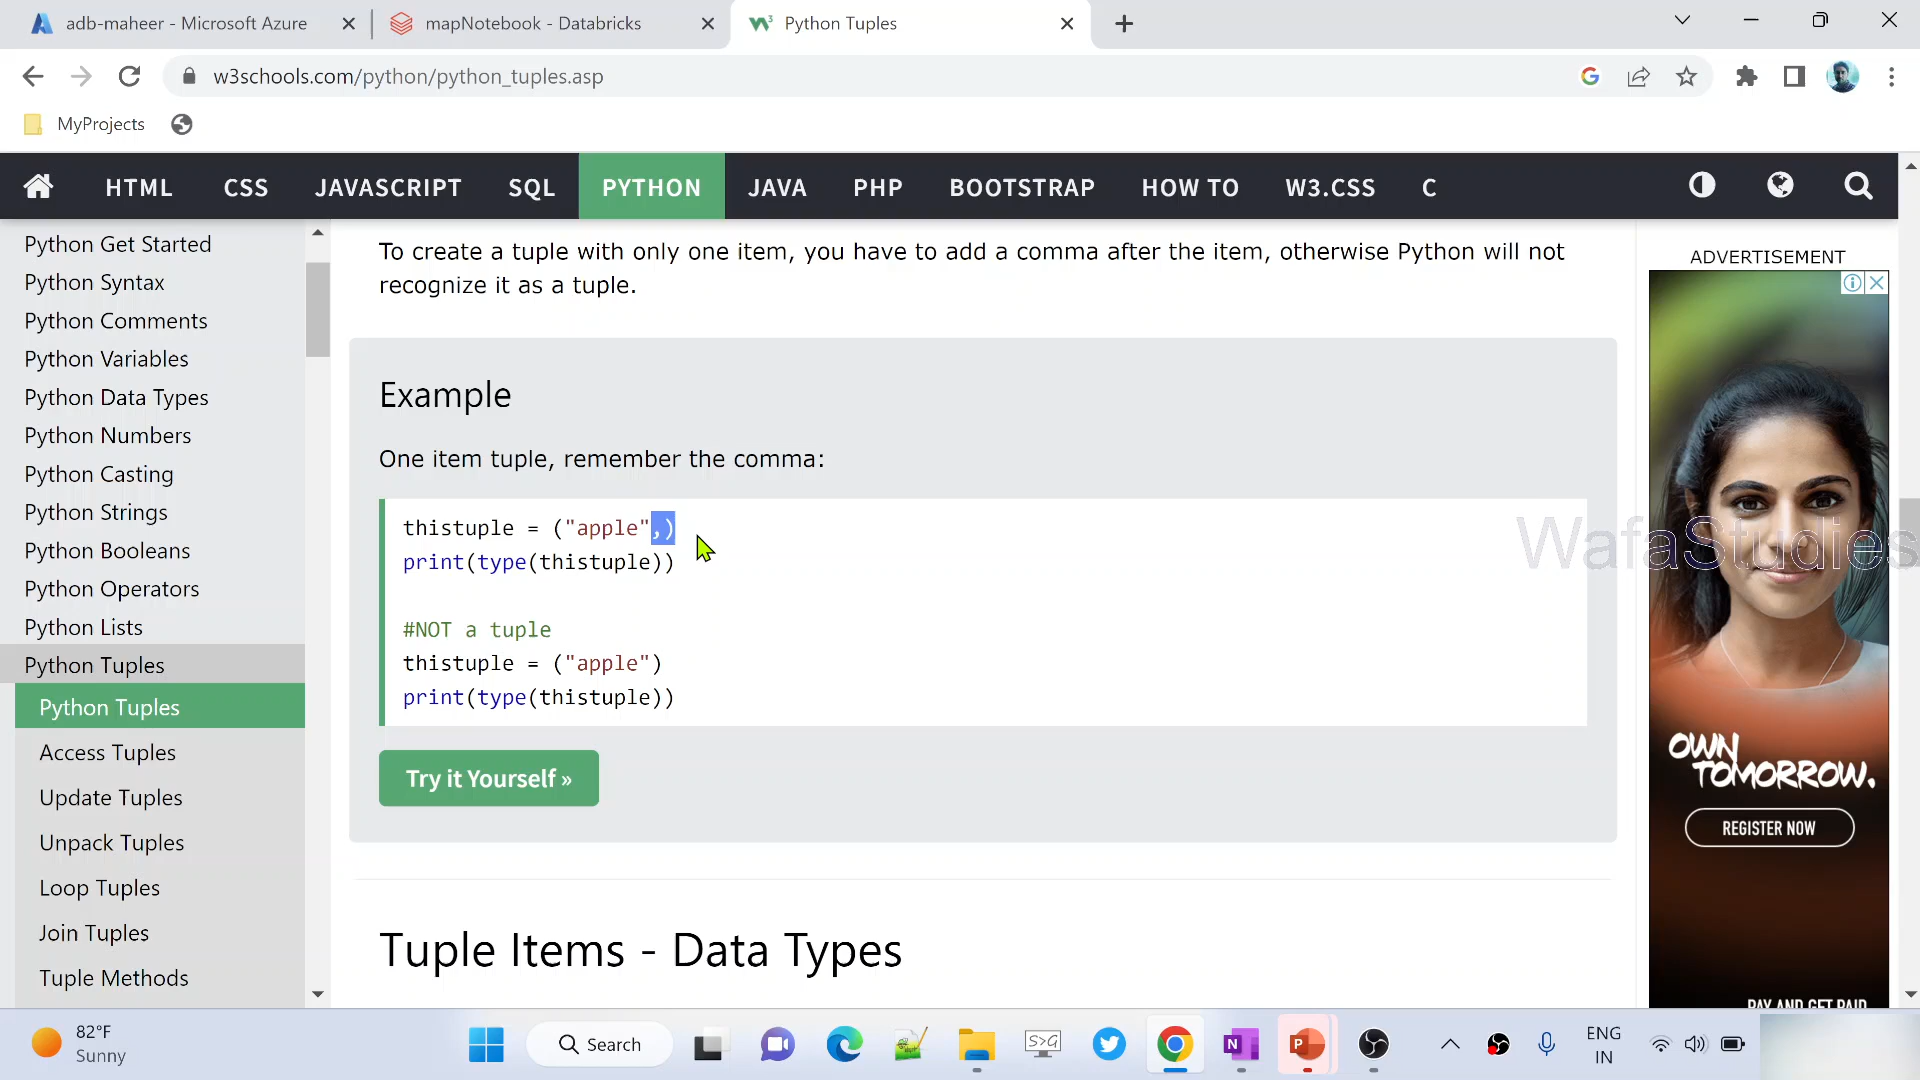 adb-maheer - Microsoft Azure
mapNotebook - Databricks
Python Tuples
w3schools.com/python/python_tuples.asp
MyProjects
HTML CSS JAVASCRIPT SQL PYTHON JAVA PHP BOOTSTRAP HOW TO W3.CSS C
Python Get Started
Python Syntax
Python Comments
Python Variables
Python Data Types
Python Numbers
Python Casting
Python Strings
Python Booleans
Python Operators
Python Lists
Python Tuples
Python Tuples
Access Tuples
Update Tuples
Unpack Tuples
Loop Tuples
Join Tuples
Tuple Methods
To create a tuple with only one item, you have to add a comma after the item, otherwise Python will not
recognize it as a tuple.
Example
One item tuple, remember the comma:
thistuple = ("apple",)
print(type(thistuple))
#NOT a tuple
thistuple = ("apple")
print(type(thistuple))
Try it Yourself »
Tuple Items - Data Types
ADVERTISEMENT
WafaStudies
OWN
TOMORROW.
REGISTER NOW
PAY AND GET PAID
82°F
Sunny
Search
S>G
ENG
IN